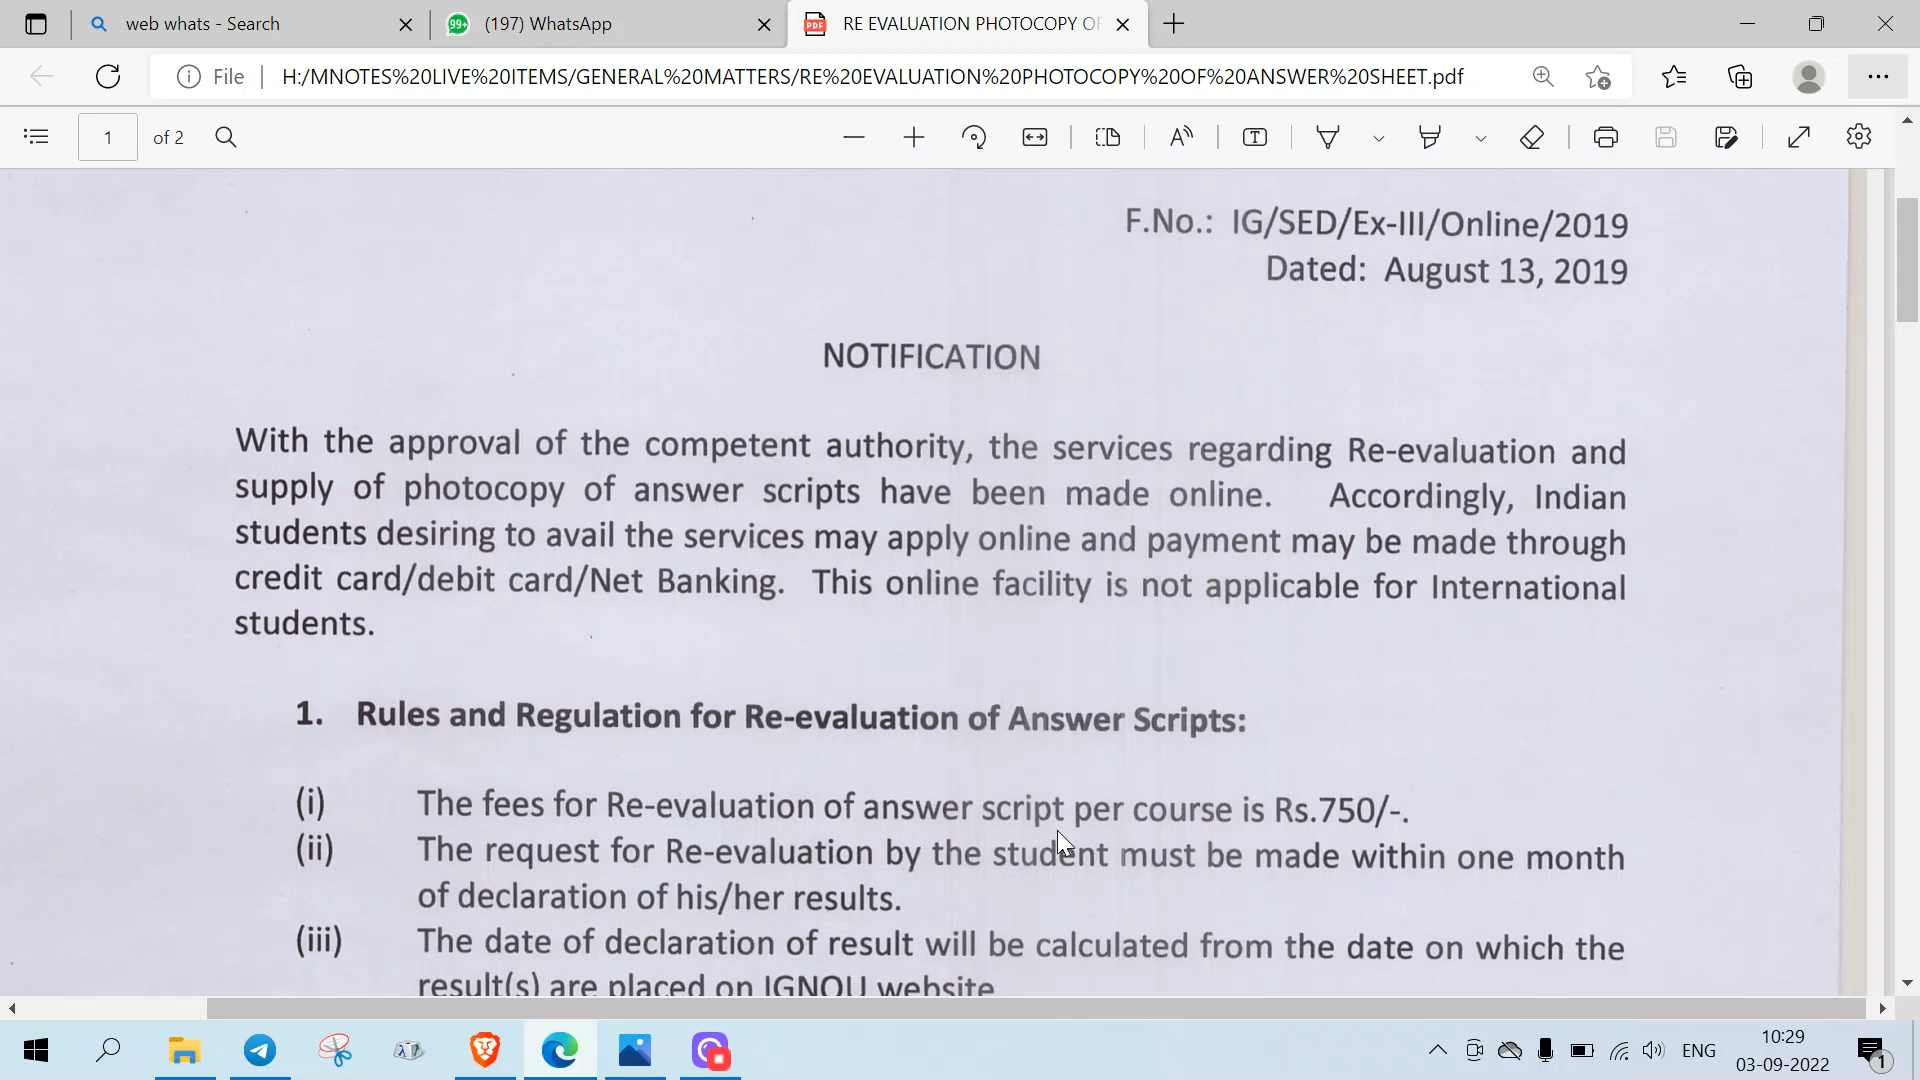 web whats - Search
(197) WhatsApp
RE EVALUATION PHOTOCOPY OF
File
H:/MNOTES%20LIVE%20ITEMS/GENERAL%20MATTERS/RE%20EVALUATION%20PHOTOCOPY%20OF%20ANSWER%20SHEET.pdf
1 of 2
F.No.: IG/SED/Ex-III/Online/2019
Dated: August 13, 2019
NOTIFICATION
With the approval of the competent authority, the services regarding Re-evaluation and
supply of photocopy of answer scripts have been made online. Accordingly, Indian
students desiring to avail the services may apply online and payment may be made through
credit card/debit card/Net Banking. This online facility is not applicable for International
students.
1. Rules and Regulation for Re-evaluation of Answer Scripts:
(i) The fees for Re-evaluation of answer script per course is Rs.750/-.
(ii) The request for Re-evaluation by the student must be made within one month
of declaration of his/her results.
(iii) The date of declaration of result will be calculated from the date on which the
result(s) are placed on IGNOU website
ENG
10:29
03-09-2022
1